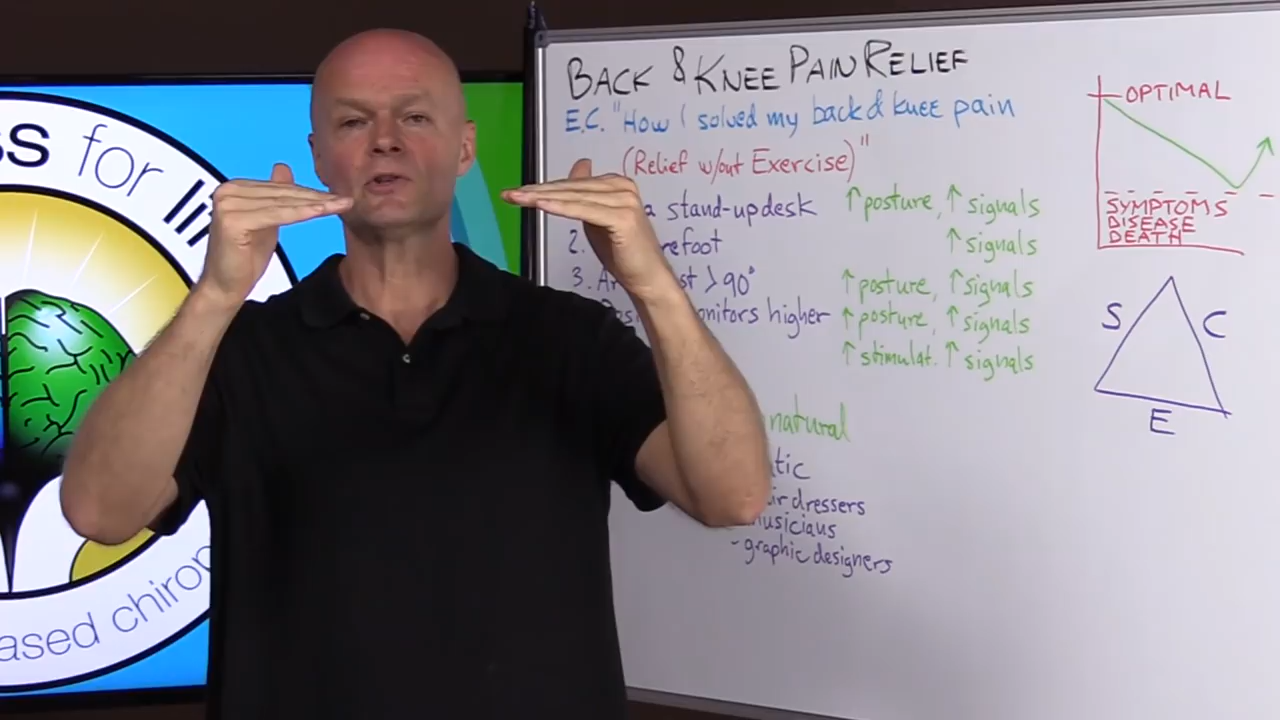 ss for li
ased chirop
BACK & KNEE PAIN RELIEF
E.C. "How I solved my back & knee pain
(Relief w/out Exercise)"
a stand-up desk ↑posture, ↑signals
2. refoot ↑signals
3. A st >90° ↑posture, ↑signals
onitors higher ↑posture, ↑signals
↑stimulat. ↑signals
natural
tic
ir dressers
usicians
- graphic designers
OPTIMAL
SYMPTOMS
DISEASE
DEATH
S C
E